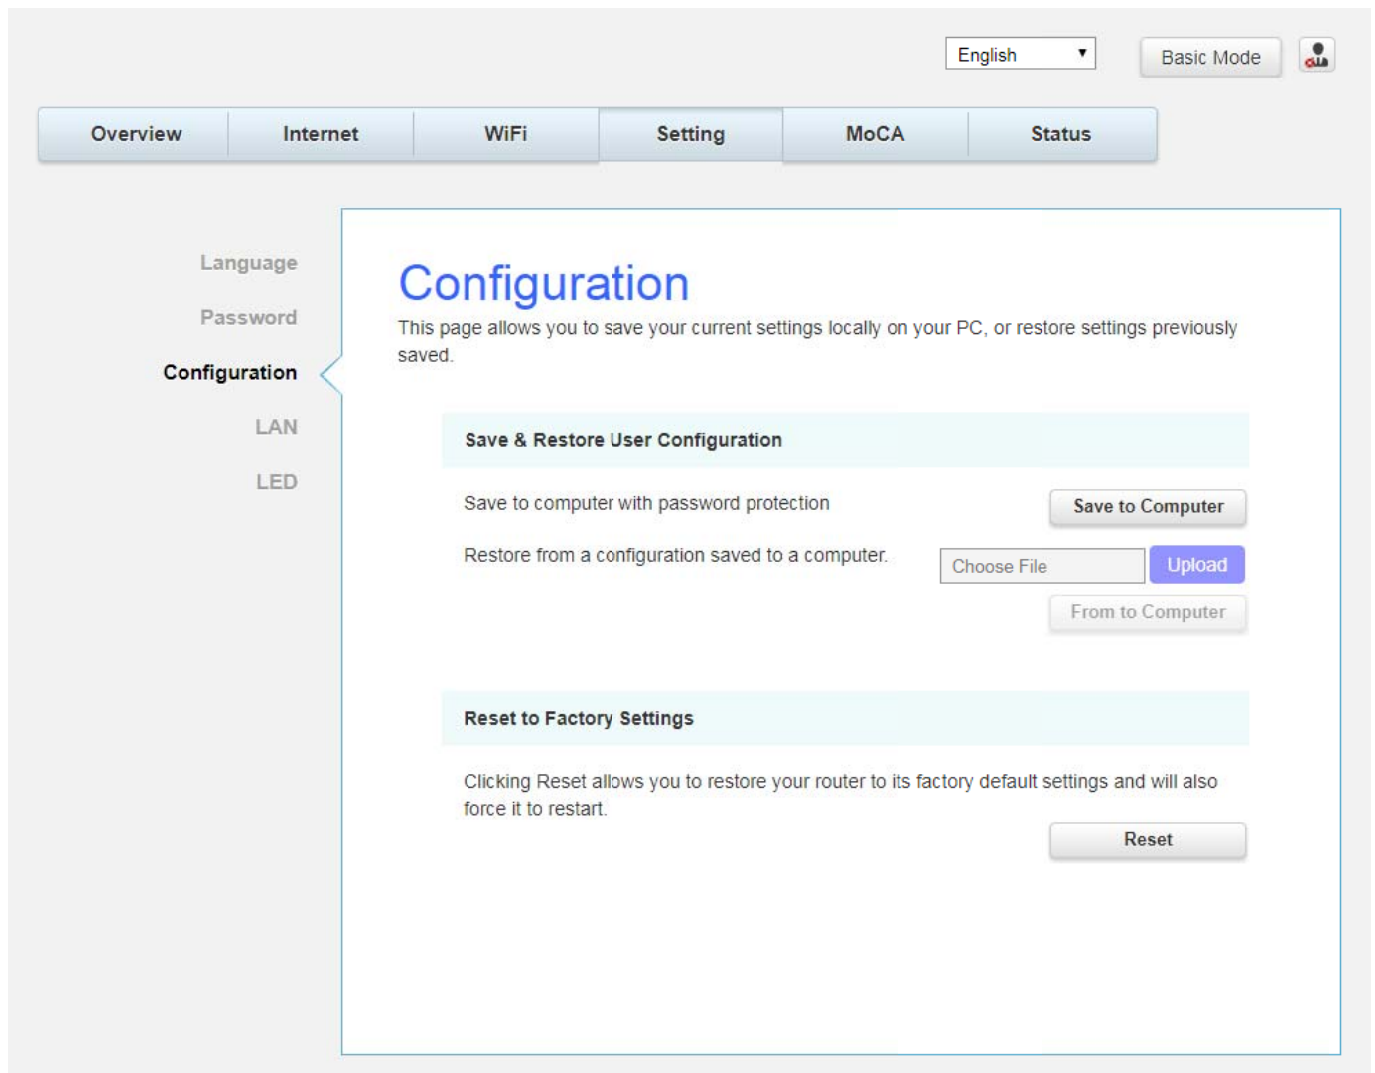 English
Basic Mode
Overview
Internet
WiFi
Setting
MoCA
Status
Language
Password
Configuration
LAN
LED
Configuration
This page allows you to save your current settings locally on your PC, or restore settings previously
saved.
Save & Restore User Configuration
Save to computer with password protection
Save to Computer
Restore from a configuration saved to a computer.
Choose File
Upload
From to Computer
Reset to Factory Settings
Clicking Reset allows you to restore your router to its factory default settings and will also
force it to restart.
Reset